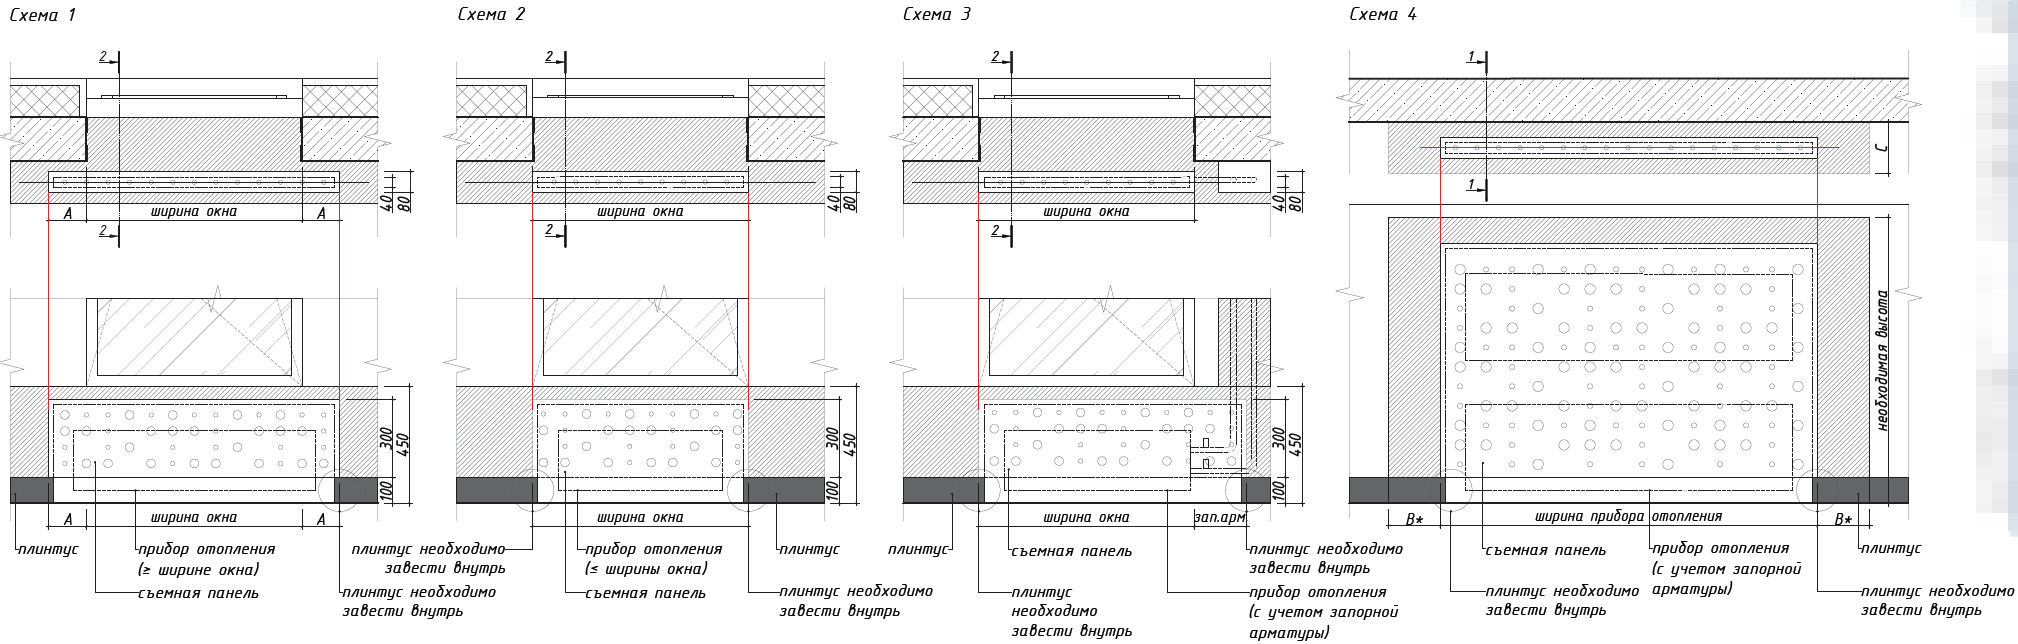 Схема 1
2
2
А
ширина окна
А
40
80
300
450
100
А
ширина окна
А
плинтус
прибор отопления
(≥ ширине окна)
съемная панель
плинтус необходимо
завести внутрь
Схема 2
2
2
ширина окна
40
80
300
450
100
ширина окна
плинтус необходимо
завести внутрь
прибор отопления
(≤ ширины окна)
съемная панель
плинтус
плинтус необходимо
завести внутрь
Схема 3
2
2
ширина окна
40
80
300
450
100
ширина окна
зап.арм.
плинтус
съемная панель
плинтус
необходимо
завести внутрь
плинтус необходимо
завести внутрь
прибор отопления
(с учетом запорной
арматуры)
Схема 4
1
1
С
необходимая высота
В*
ширина прибора отопления
В*
съемная панель
плинтус необходимо
завести внутрь
прибор отопления
(с учетом запорной
арматуры)
плинтус
плинтус необходимо
завести внутрь